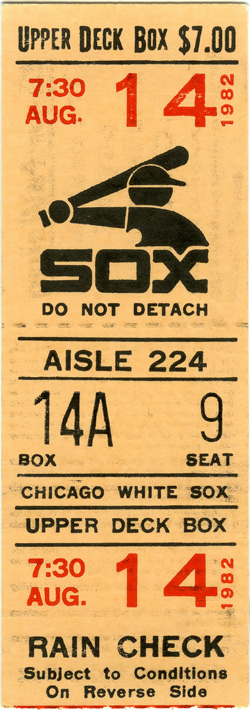 UPPER DECK BOX $7.00
7:30 AUG. 14 1982
SOX
DO NOT DETACH
AISLE 224
14A 9
BOX SEAT
CHICAGO WHITE SOX
UPPER DECK BOX
7:30 AUG. 14 1982
RAIN CHECK
Subject to Conditions
On Reverse Side